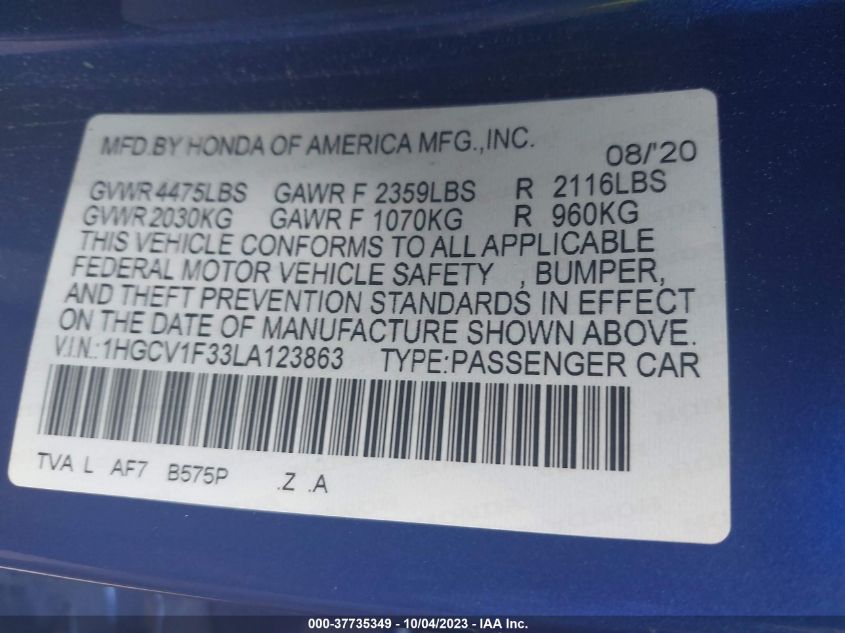 MFD.BY HONDA OF AMERICA MFG.,INC. 08/'20
GVWR 4475LBS GAWR F 2359LBS R 2116LBS
GVWR 2030KG GAWR F 1070KG R 960KG
THIS VEHICLE CONFORMS TO ALL APPLICABLE
FEDERAL MOTOR VEHICLE SAFETY , BUMPER,
AND THEFT PREVENTION STANDARDS IN EFFECT
ON THE DATE OF MANUFACTURE SHOWN ABOVE.
V.I.N.:1HGCV1F33LA123863 TYPE:PASSENGER CAR
TVA L AF7 B575P .Z .A
000-37735349 - 10/04/2023 - IAA Inc.